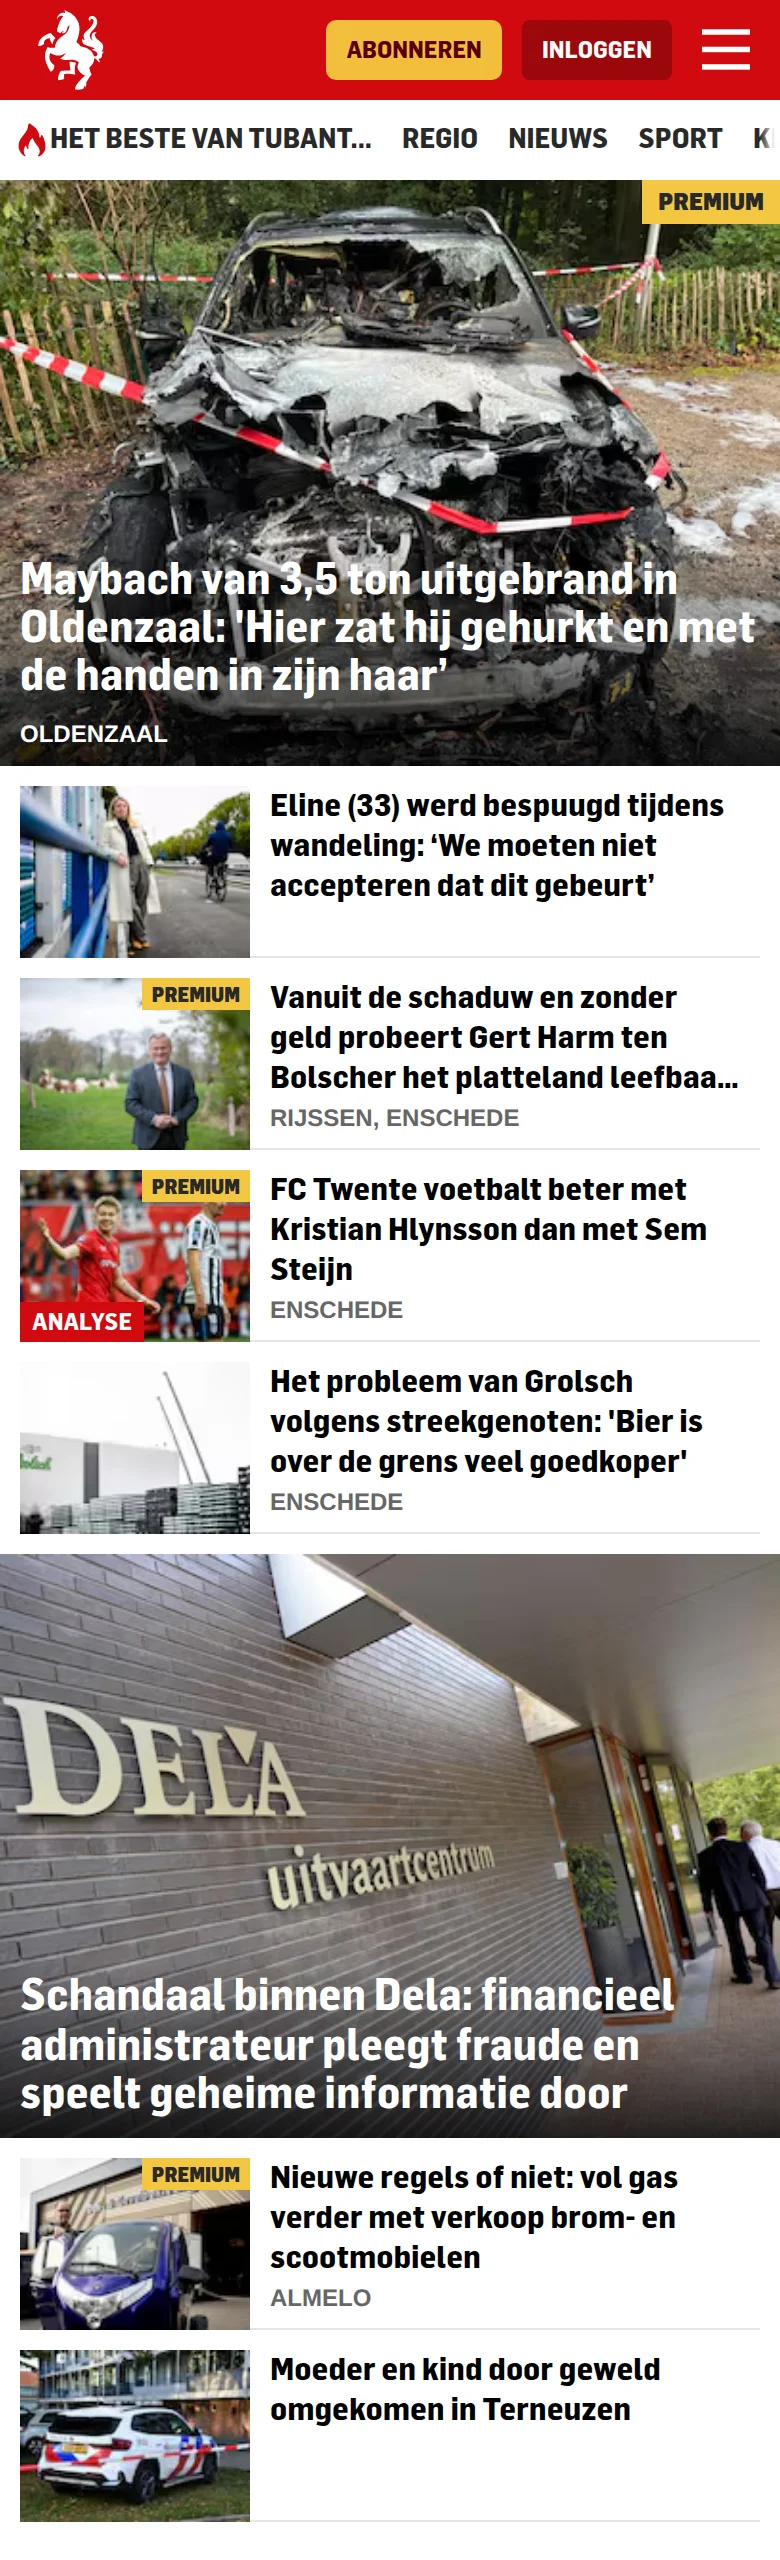 ABONNEREN
INLOGGEN
HET BESTE VAN TUBANT...
REGIO
NIEUWS
SPORT
PREMIUM
Maybach van 3,5 ton uitgebrand in
Oldenzaal: 'Hier zat hij gehurkt en met
de handen in zijn haar’
OLDENZAAL
Eline (33) werd bespuugd tijdens
wandeling: ‘We moeten niet
accepteren dat dit gebeurt’
PREMIUM
Vanuit de schaduw en zonder
geld probeert Gert Harm ten
Bolscher het platteland leefbaa...
RIJSSEN, ENSCHEDE
PREMIUM
ANALYSE
FC Twente voetbalt beter met
Kristian Hlynsson dan met Sem
Steijn
ENSCHEDE
Het probleem van Grolsch
volgens streekgenoten: 'Bier is
over de grens veel goedkoper'
ENSCHEDE
DELA
uitvaartcentrum
Schandaal binnen Dela: financieel
administrateur pleegt fraude en
speelt geheime informatie door
PREMIUM
Nieuwe regels of niet: vol gas
verder met verkoop brom- en
scootmobielen
ALMELO
Moeder en kind door geweld
omgekomen in Terneuzen